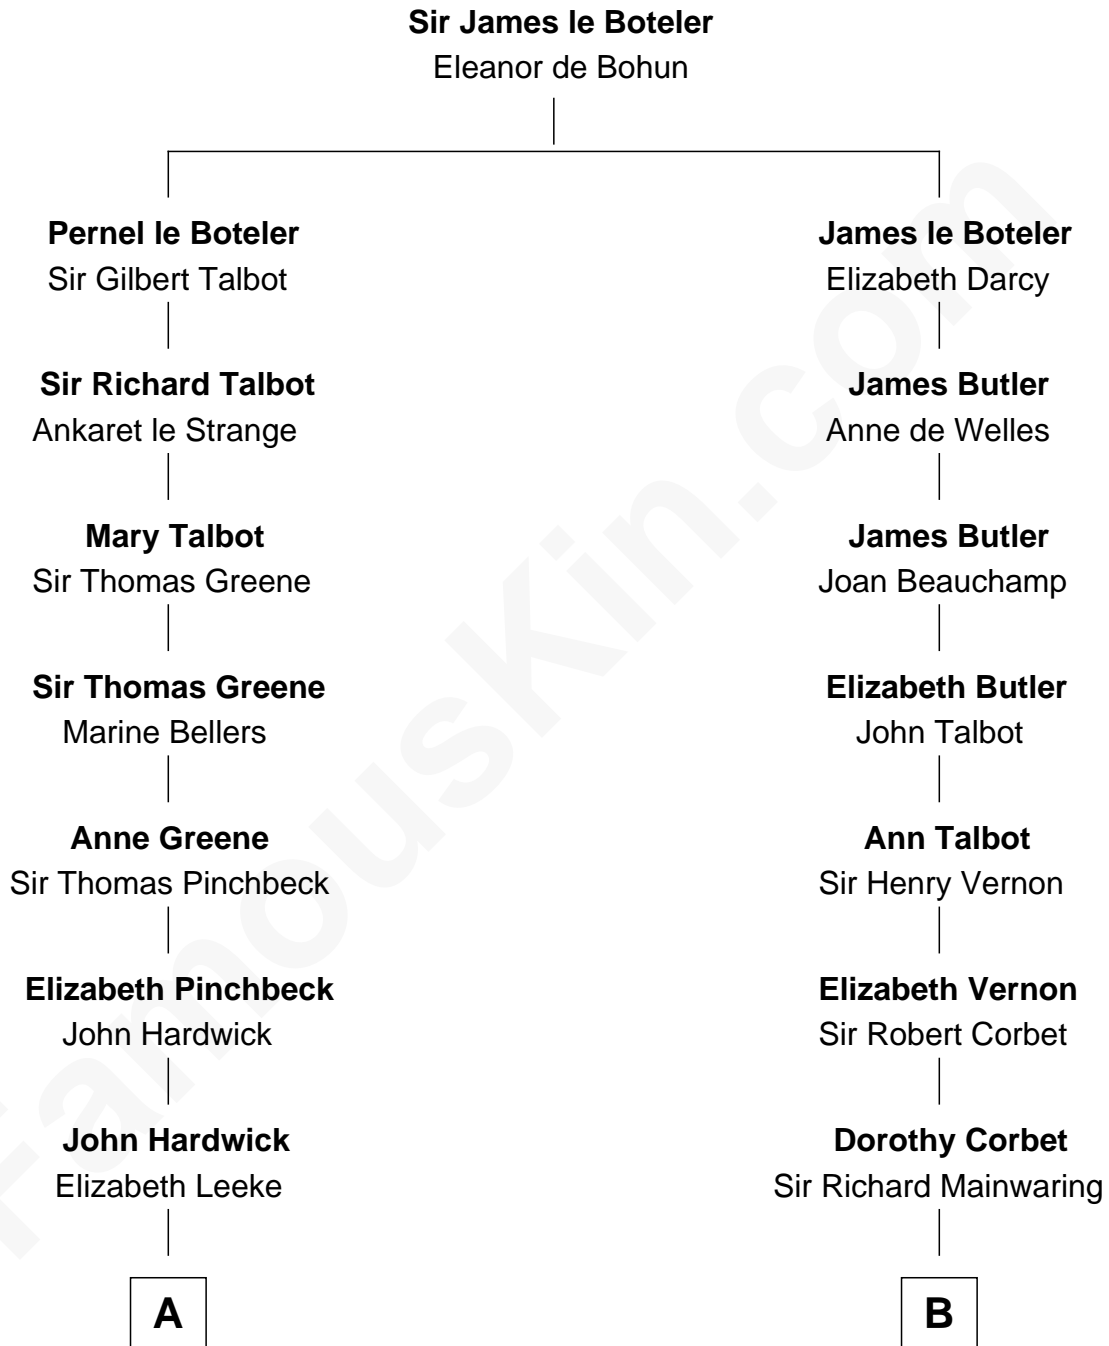 Sir James le Boteler
Eleanor de Bohun
Pernel le Boteler
Sir Gilbert Talbot
James le Boteler
Elizabeth Darcy
Sir Richard Talbot
Ankaret le Strange
James Butler
Anne de Welles
Mary Talbot
Sir Thomas Greene
James Butler
Joan Beauchamp
Sir Thomas Greene
Marine Bellers
Elizabeth Butler
John Talbot
Anne Greene
Sir Thomas Pinchbeck
Ann Talbot
Sir Henry Vernon
Elizabeth Pinchbeck
John Hardwick
Elizabeth Vernon
Sir Robert Corbet
John Hardwick
Elizabeth Leeke
Dorothy Corbet
Sir Richard Mainwaring
A
B
FamousKin.com